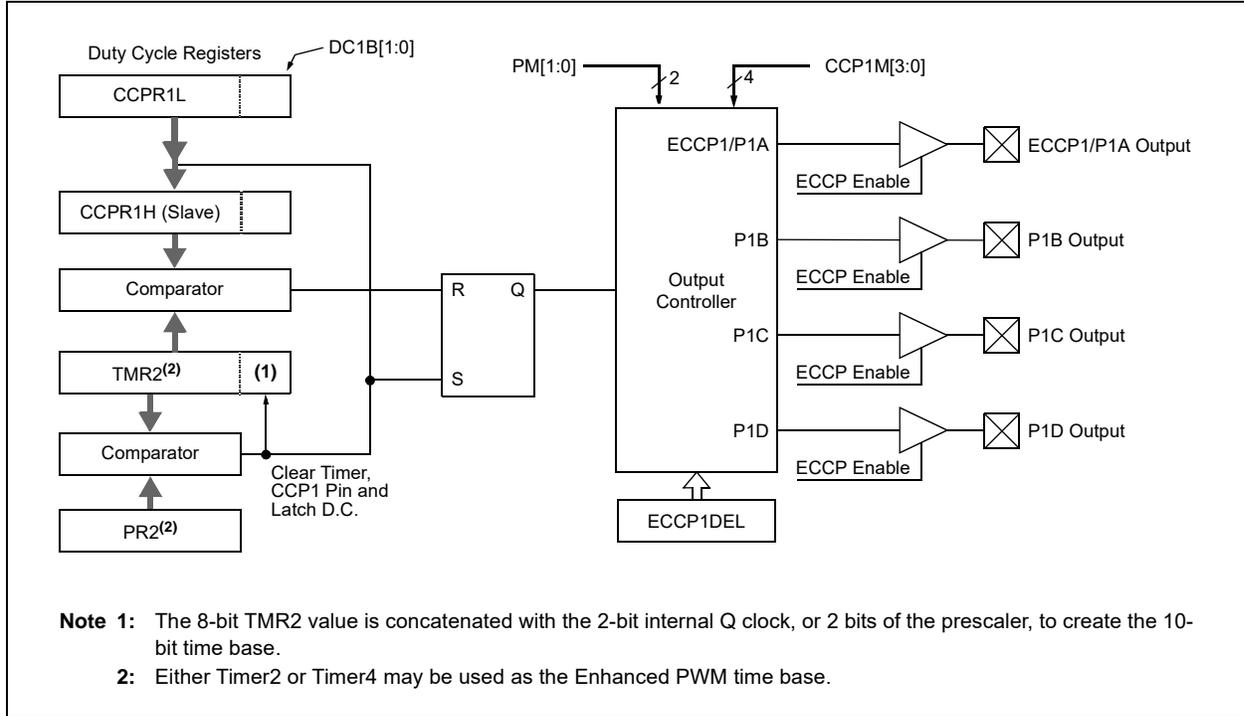 Duty Cycle Registers
DC1B[1:0]
CCPR1L
CCPR1H (Slave)
Comparator
TMR2(2)
(1)
Comparator
Clear Timer,
CCP1 Pin and
Latch D.C.
PR2(2)
R
Q
S
PM[1:0]
2
4
CCP1M[3:0]
ECCP1/P1A
P1B
Output
Controller
P1C
P1D
ECCP1DEL
ECCP Enable
ECCP1/P1A Output
ECCP Enable
P1B Output
ECCP Enable
P1C Output
ECCP Enable
P1D Output
Note 1: The 8-bit TMR2 value is concatenated with the 2-bit internal Q clock, or 2 bits of the prescaler, to create the 10-
bit time base.
2: Either Timer2 or Timer4 may be used as the Enhanced PWM time base.